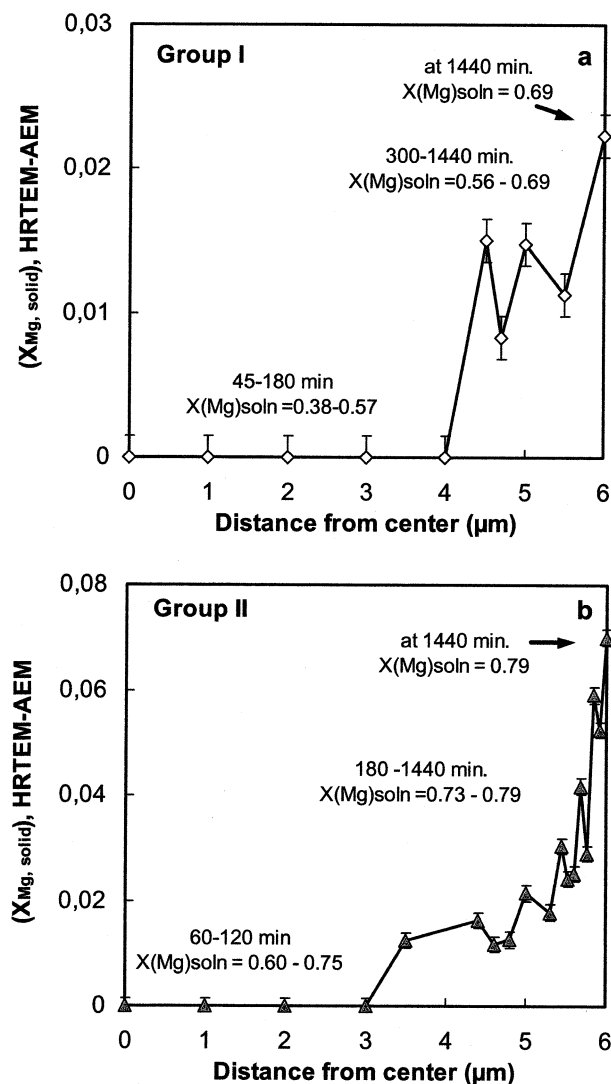 0,03
Group I
a
at 1440 min.
X(Mg)soln = 0.69
300-1440 min.
X(Mg)soln=0.56 - 0.69
0,02
0,01
45-180 min
X(Mg)soln =0.38-0.57
0
(XMg, solid), HRTEM-AEM
0 1 2 3 4 5 6
Distance from center (µm)
0,08
Group II
b
at 1440 min.
X(Mg)soln = 0.79
0,06
180 -1440 min.
X(Mg)soln=0.73 - 0.79
0,04
0,02
60-120 min
X(Mg)soln = 0.60 - 0.75
0
(XMg, solid), HRTEM-AEM
0 1 2 3 4 5 6
Distance from center (µm)